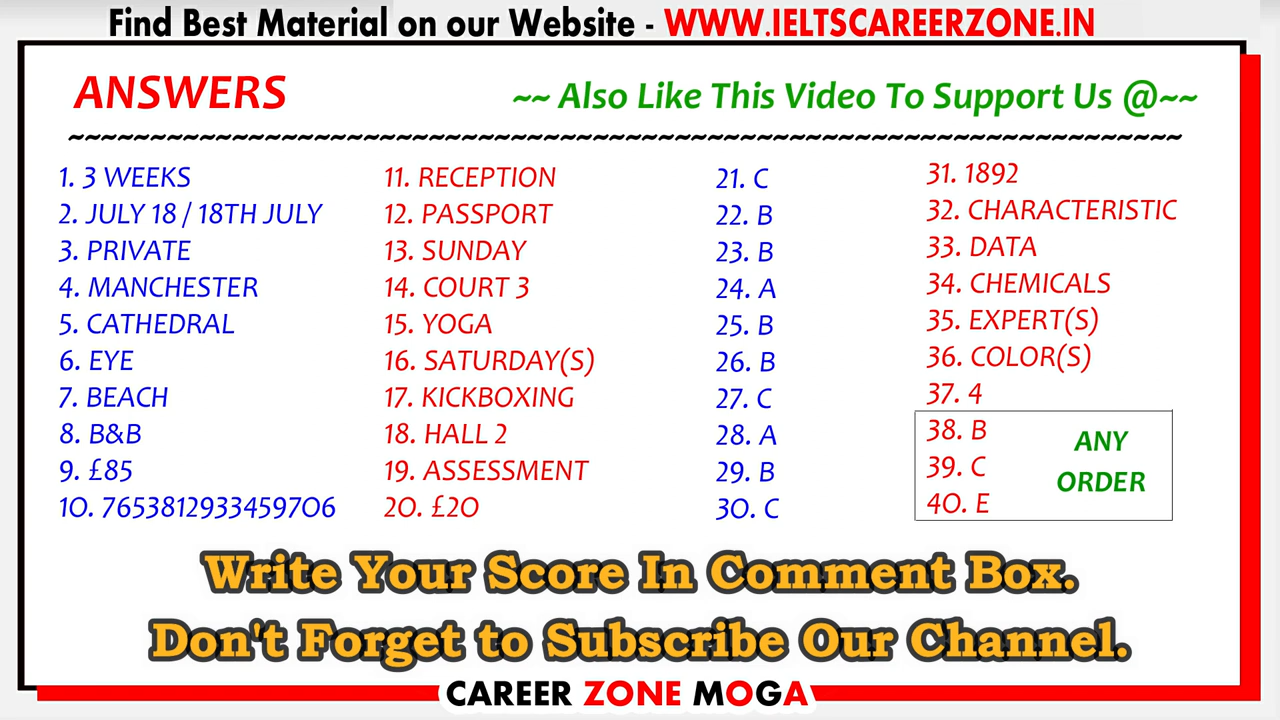 Find Best Material on our Website - WWW.IELTSCAREERZONE.IN
ANSWERS
~~ Also Like This Video To Support Us @~~
~~~~~~~~~~~~~~~~~~~~~~~~~~~~~~~~~~~~~~~~~~~~~~~~~~~~~~~~~~~~~~~~~~~~~~
1. 3 WEEKS
2. JULY 18 / 18TH JULY
3. PRIVATE
4. MANCHESTER
5. CATHEDRAL
6. EYE
7. BEACH
8. B&B
9. £85
10. 7653812933459706
11. RECEPTION
12. PASSPORT
13. SUNDAY
14. COURT 3
15. YOGA
16. SATURDAY(S)
17. KICKBOXING
18. HALL 2
19. ASSESSMENT
20. £20
21. C
22. B
23. B
24. A
25. B
26. B
27. C
28. A
29. B
30. C
31. 1892
32. CHARACTERISTIC
33. DATA
34. CHEMICALS
35. EXPERT(S)
36. COLOR(S)
37. 4
38. B
39. C
40. E
ANY
ORDER
Write Your Score In Comment Box.
Don't Forget to Subscribe Our Channel.
CAREER ZONE MOGA